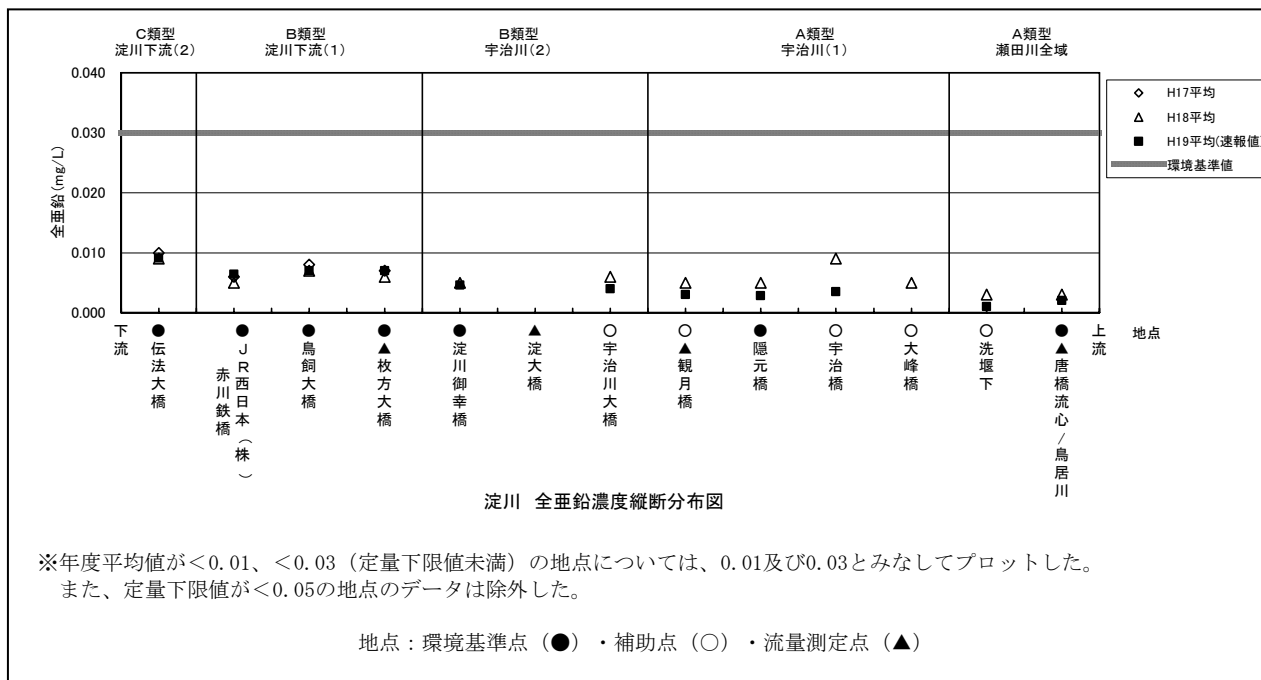 C類型
淀川下流(2)
B類型
淀川下流(1)
B類型
宇治川(2)
A類型
宇治川(1)
A類型
瀬田川全域
全亜鉛(mg/L)
0.040
0.030
0.020
0.010
0.000
H17平均
H18平均
H19平均(速報値)
環境基準値
下流
●伝法大橋
●JR西日本(株)
赤川鉄橋
●鳥飼大橋
●▲枚方大橋
●淀川御幸橋
▲淀大橋
○宇治川大橋
○▲観月橋
●隠元橋
○宇治橋
○大峰橋
○洗堰下
●▲唐橋流心/鳥居川
上流
地点
淀川 全亜鉛濃度縦断分布図
※年度平均値が<0.01、<0.03（定量下限値未満）の地点については、0.01及び0.03とみなしてプロットした。
また、定量下限値が<0.05の地点のデータは除外した。
地点：環境基準点（●）・補助点（○）・流量測定点（▲）